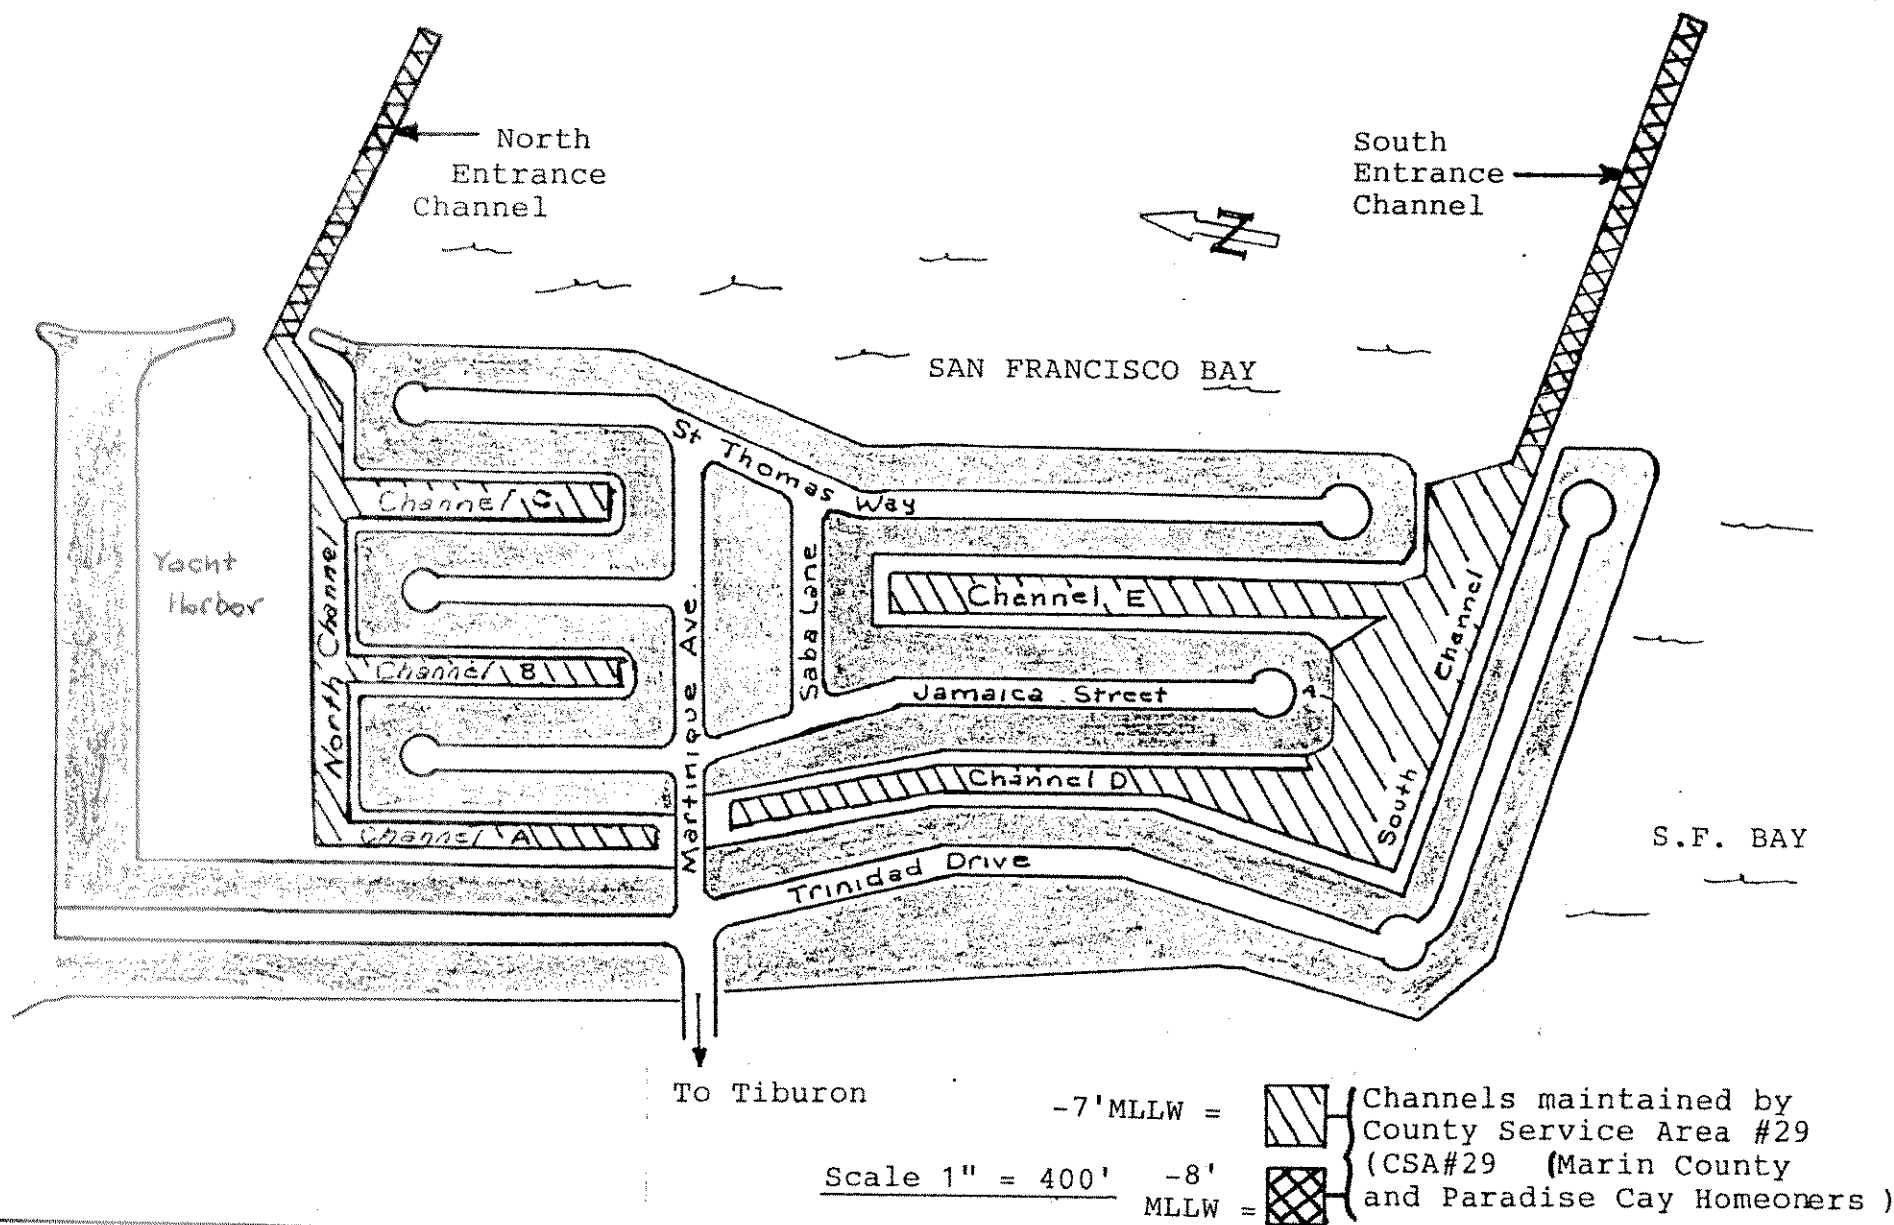 North
Entrance
Channel
South
Entrance
Channel
N
SAN FRANCISCO BAY
St Thomas Way
Channel C
Yacht
Harbor
North Channel
Martinique Ave.
Saba Lane
Channel E
South Channel
Channel B
Jamaica Street
A
Channel D
Channel A
Trinidad Drive
S.F. BAY
To Tiburon
-7'MLLW =
Channels maintained by
County Service Area #29
(CSA#29 (Marin County
and Paradise Cay Homeoners )
Scale 1" = 400'
-8'
MLLW =